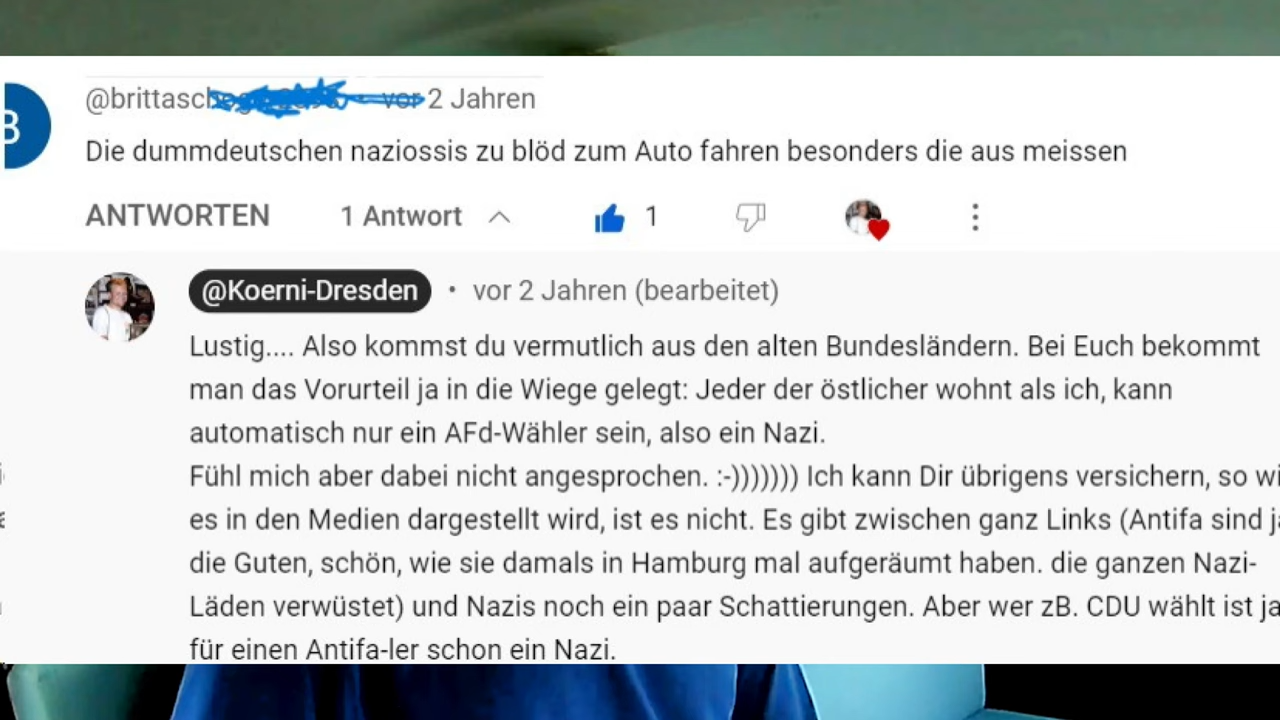 B
@brittasch vor 2 Jahren
Die dummdeutschen naziossis zu blöd zum Auto fahren besonders die aus meissen
ANTWORTEN 1 Antwort 1
@Koerni-Dresden • vor 2 Jahren (bearbeitet)
Lustig.... Also kommst du vermutlich aus den alten Bundesländern. Bei Euch bekommt
man das Vorurteil ja in die Wiege gelegt: Jeder der östlicher wohnt als ich, kann
automatisch nur ein AFd-Wähler sein, also ein Nazi.
Fühl mich aber dabei nicht angesprochen. :-))))))) Ich kann Dir übrigens versichern, so wi
es in den Medien dargestellt wird, ist es nicht. Es gibt zwischen ganz Links (Antifa sind ja
die Guten, schön, wie sie damals in Hamburg mal aufgeräumt haben. die ganzen Nazi-
Läden verwüstet) und Nazis noch ein paar Schattierungen. Aber wer zB. CDU wählt ist ja
für einen Antifa-ler schon ein Nazi.